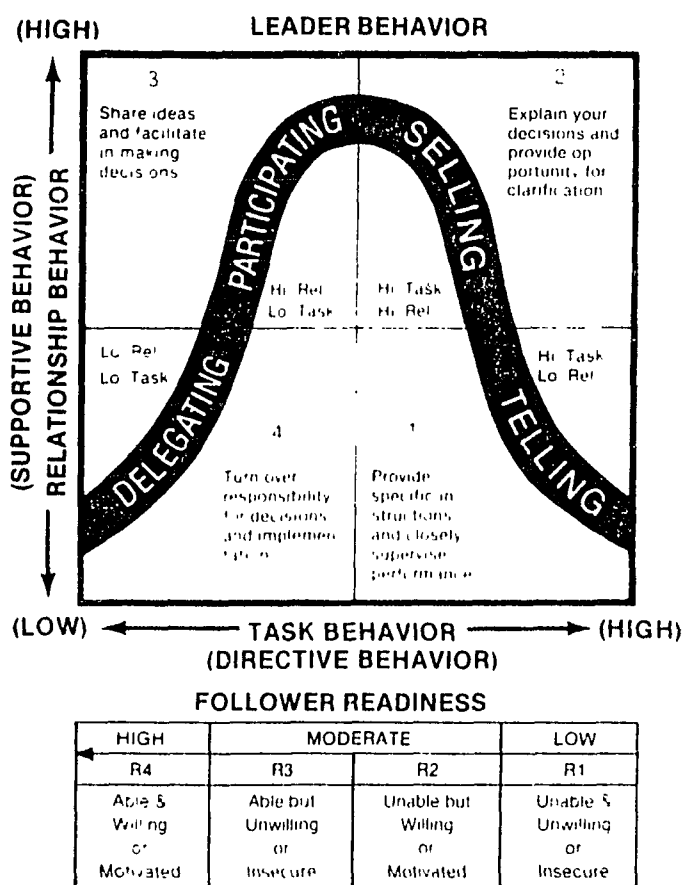 (HIGH)
LEADER BEHAVIOR
3
Share ideas
and facilitate
in making
decisions
2
Explain your
decisions and
provide op
portunity for
clarification
PARTICIPATING
SELLING
Hi Rel
Lo Task
Hi Task
Hi Rel
Lo Rel
Lo Task
Hi Task
Lo Rel
DELEGATING
TELLING
4
Turn over
responsibility
for decisions
and implemen
tation
1
Provide
specific in
structions
and closely
supervise
performance
(SUPPORTIVE BEHAVIOR)
RELATIONSHIP BEHAVIOR
(LOW)
TASK BEHAVIOR
(HIGH)
(DIRECTIVE BEHAVIOR)
FOLLOWER READINESS
HIGH
MODERATE
LOW
R4
R3
R2
R1
Able &
Willing
or
Motivated
Able but
Unwilling
or
Insecure
Unable but
Willing
or
Motivated
Unable &
Unwilling
or
Insecure